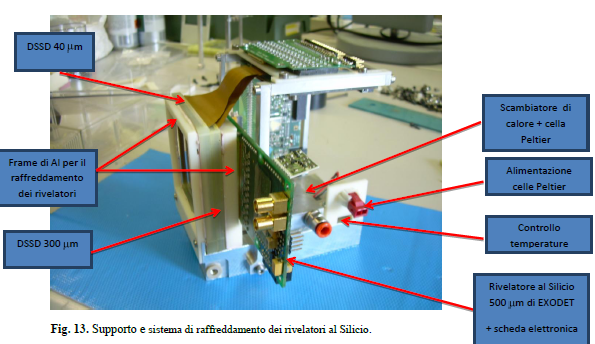 DSSD 40 µm
Frame di Al per il
raffreddamento
dei rivelatori
DSSD 300 µm
Scambiatore di
calore + cella
Peltier
Alimentazione
celle Peltier
Controllo
temperature
Rivelatore al Silicio
500 µm di EXODET
+ scheda elettronica
Fig. 13. Supporto e sistema di raffreddamento dei rivelatori al Silicio.